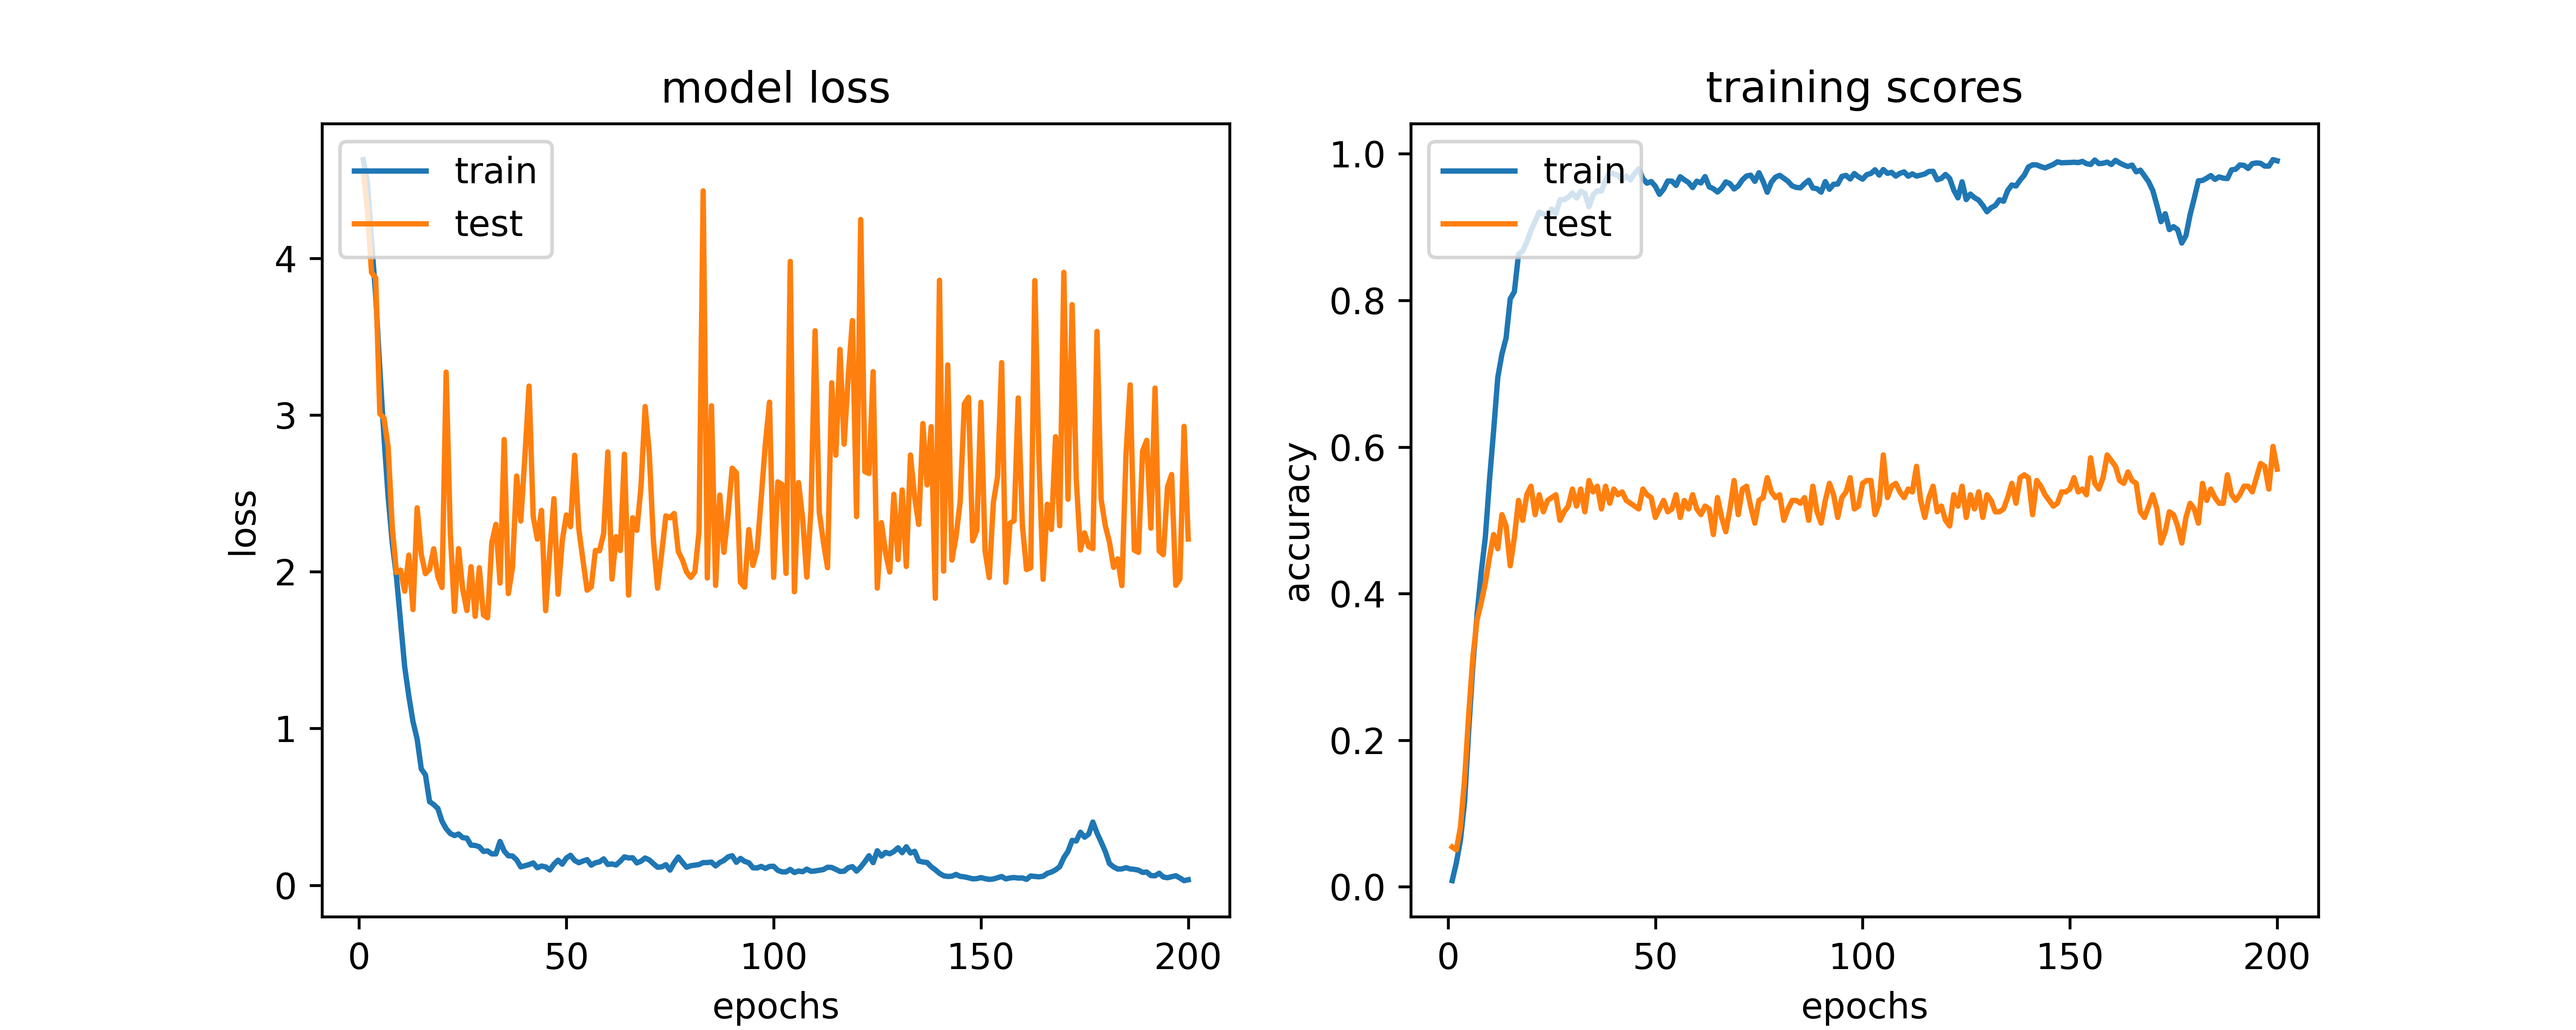 model loss
train
test
4
3
2
1
0
loss
0 50 100 150 200
epochs
training scores
train
test
1.0
0.8
0.6
0.4
0.2
0.0
accuracy
0 50 100 150 200
epochs